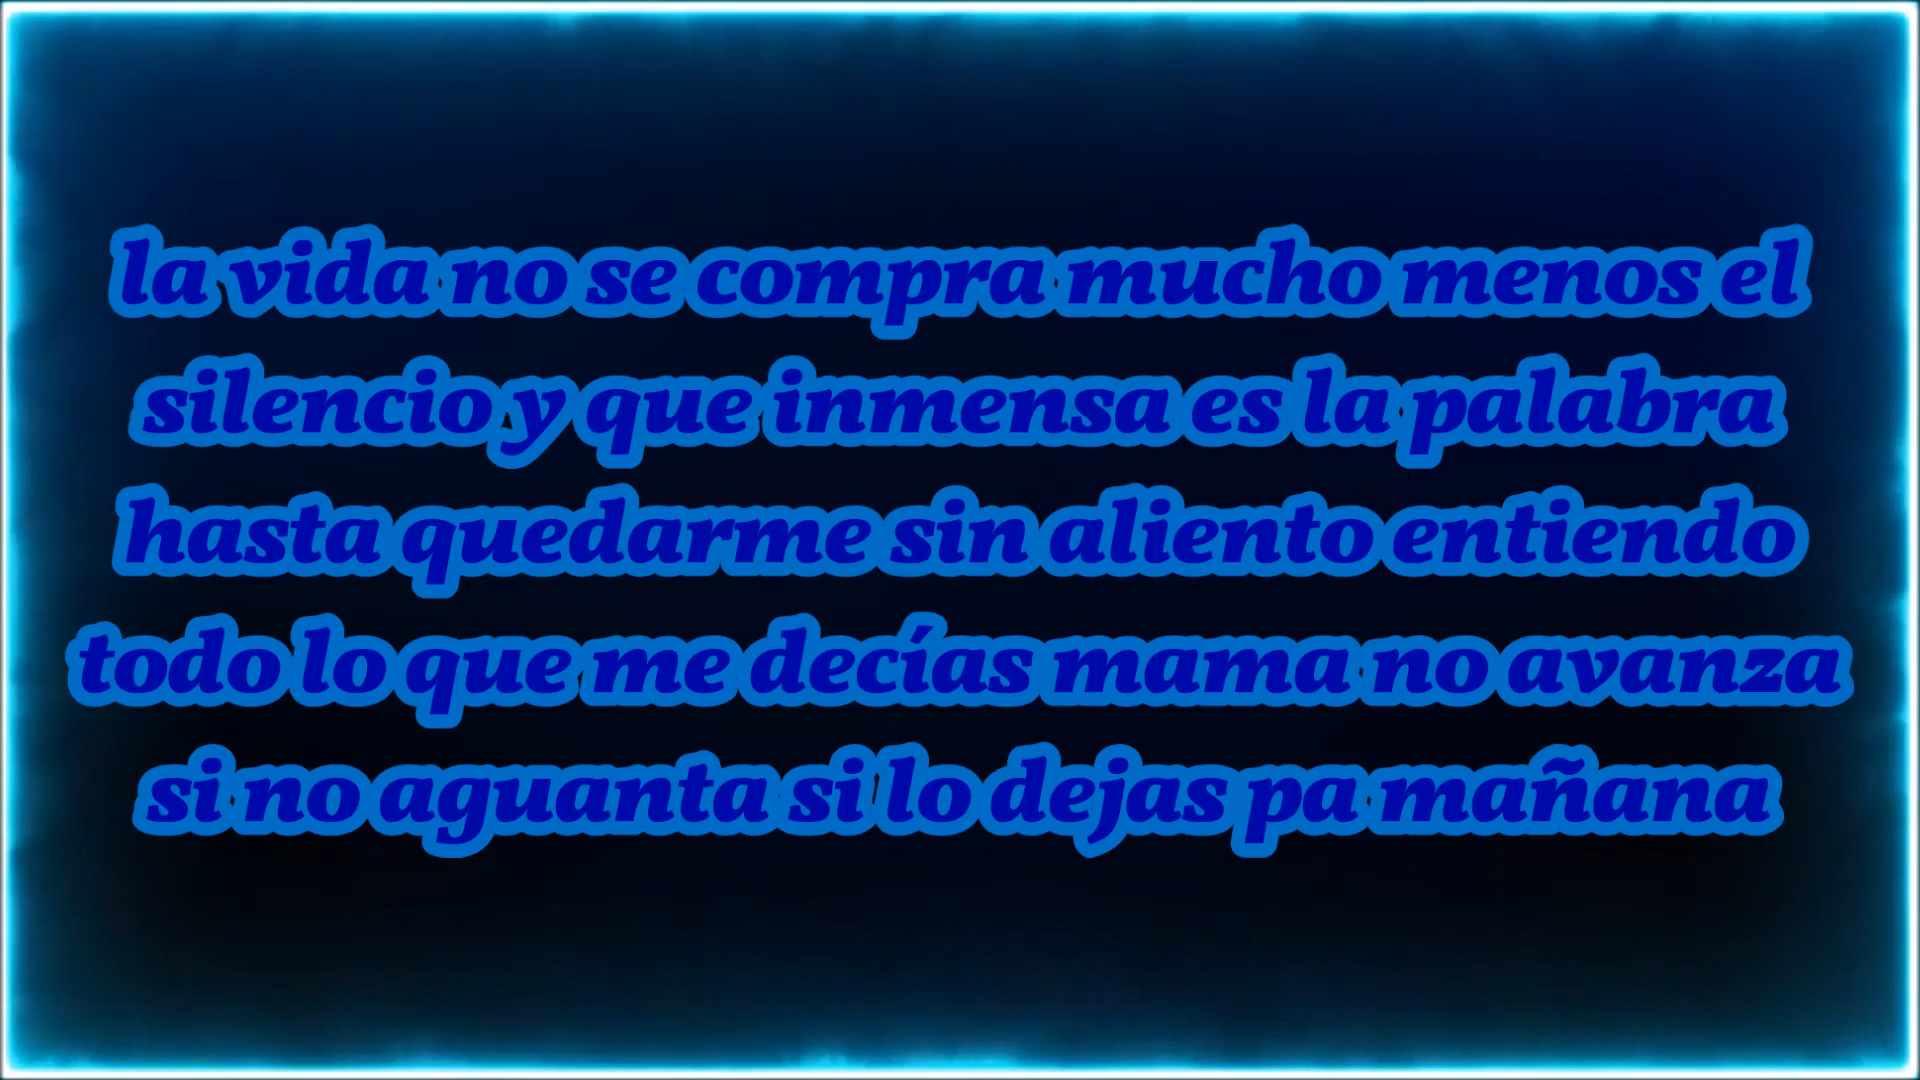 la vida no se compra mucho menos el
silencio y que inmensa es la palabra
hasta quedarme sin aliento entiendo
todo lo que me decías mama no avanza
si no aguanta si lo dejas pa mañana